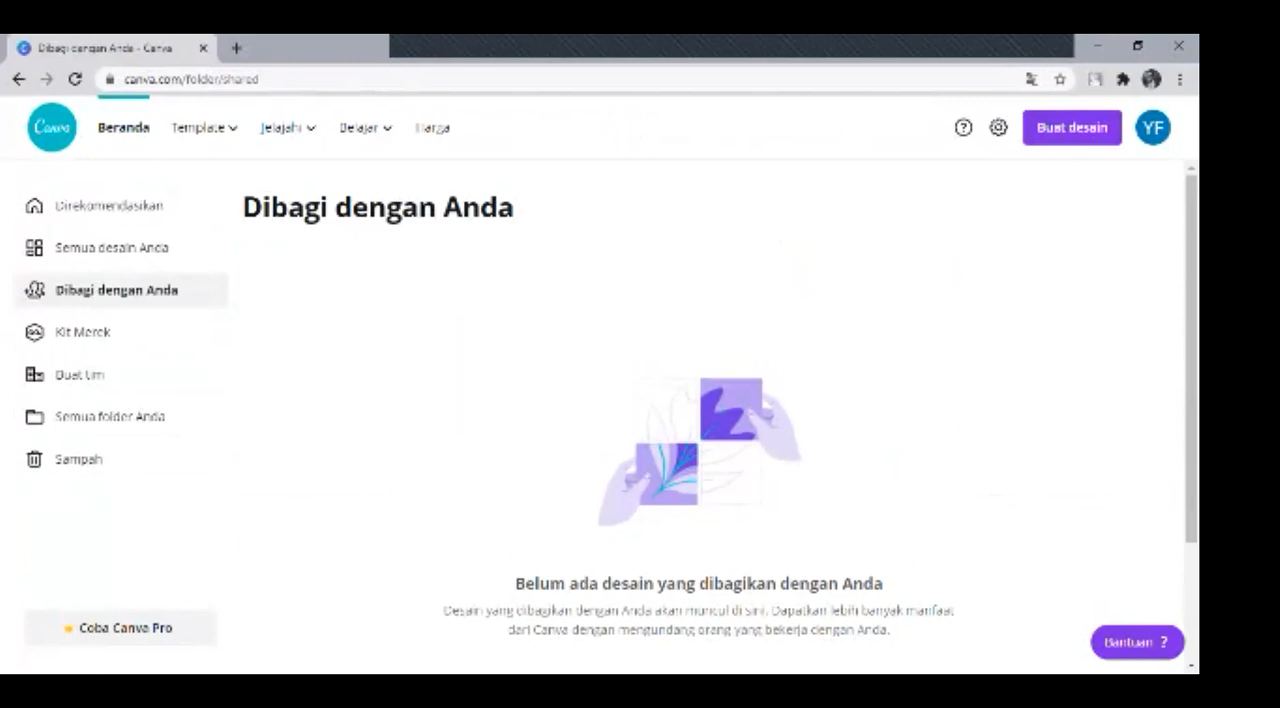 Dibagi dengan Anda - Canva
canva.com/folder/shared
Canva
Beranda
Template
Jelajahi
Belajar
Harga
Buat desain
YF
Direkomendasikan
Semua desain Anda
Dibagi dengan Anda
Kit Merek
Buat tim
Semua folder Anda
Sampah
Coba Canva Pro
Dibagi dengan Anda
Belum ada desain yang dibagikan dengan Anda
Desain yang dibagikan dengan Anda akan muncul di sini. Dapatkan lebih banyak manfaat
dari Canva dengan mengundang orang yang bekerja dengan Anda.
Bantuan ?